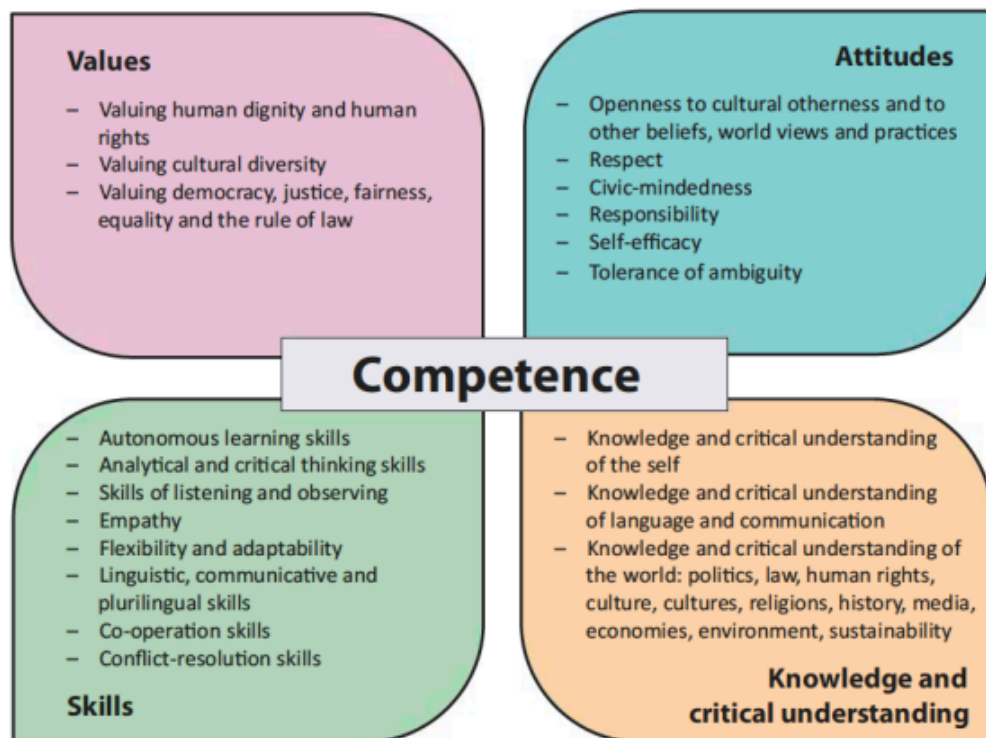 Values
– Valuing human dignity and human
rights
– Valuing cultural diversity
– Valuing democracy, justice, fairness,
equality and the rule of law
Attitudes
– Openness to cultural otherness and to
other beliefs, world views and practices
– Respect
– Civic-mindedness
– Responsibility
– Self-efficacy
– Tolerance of ambiguity
Competence
– Autonomous learning skills
– Analytical and critical thinking skills
– Skills of listening and observing
– Empathy
– Flexibility and adaptability
– Linguistic, communicative and
plurilingual skills
– Co-operation skills
– Conflict-resolution skills
Skills
– Knowledge and critical understanding
of the self
– Knowledge and critical understanding
of language and communication
– Knowledge and critical understanding of
the world: politics, law, human rights,
culture, cultures, religions, history, media,
economies, environment, sustainability
Knowledge and
critical understanding